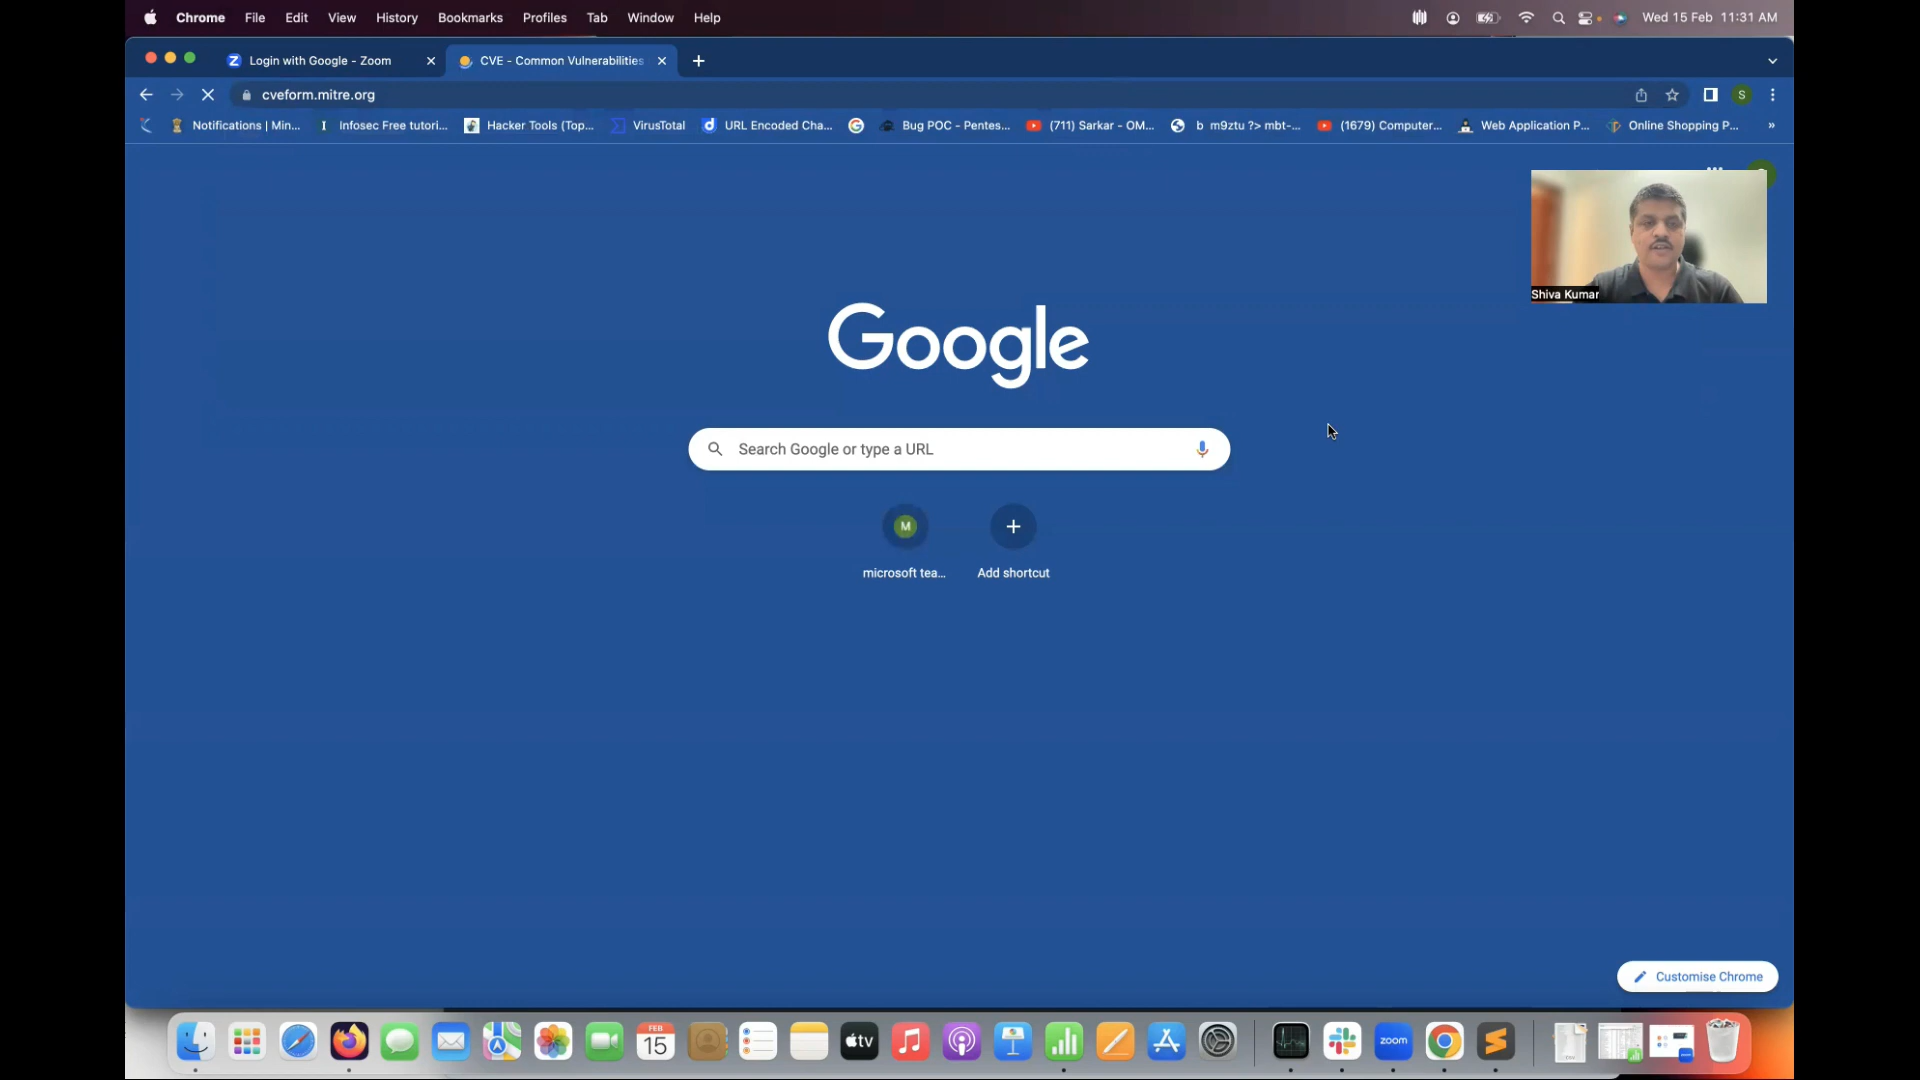 Chrome File Edit View History Bookmarks Profiles Tab Window Help Wed 15 Feb 11:31 AM
Login with Google - Zoom CVE - Common Vulnerabilities
cveform.mitre.org S
Notifications | Min... I Infosec Free tutori... Hacker Tools (Top... VirusTotal URL Encoded Cha... Bug POC - Pentes... (711) Sarkar - OM... b m9ztu ?> mbt-... (1679) Computer... Web Application P... Online Shopping P... »
Shiva Kumar
Google
Search Google or type a URL
M
microsoft tea... Add shortcut
Customise Chrome
FEB
15
tv
zoom